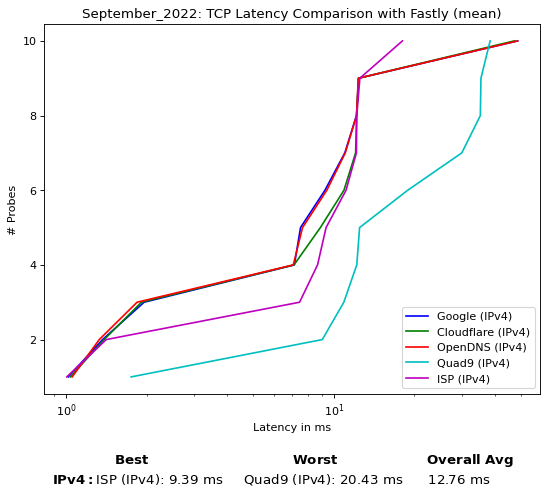 September_2022: TCP Latency Comparison with Fastly (mean)
10
8
6
4
2
# Probes
Google (IPv4)
Cloudflare (IPv4)
OpenDNS (IPv4)
Quad9 (IPv4)
ISP (IPv4)
10⁰ 10¹
Latency in ms
Best Worst Overall Avg
IPv4: ISP (IPv4): 9.39 ms Quad9 (IPv4): 20.43 ms 12.76 ms